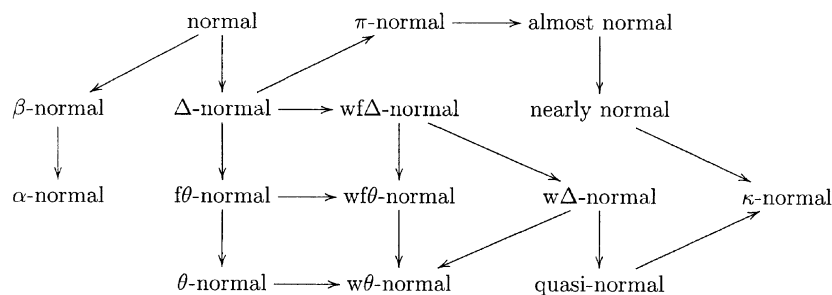 normal π-normal almost normal
β-normal Δ-normal wfΔ-normal nearly normal
α-normal fθ-normal wfθ-normal wΔ-normal κ-normal
θ-normal wθ-normal quasi-normal